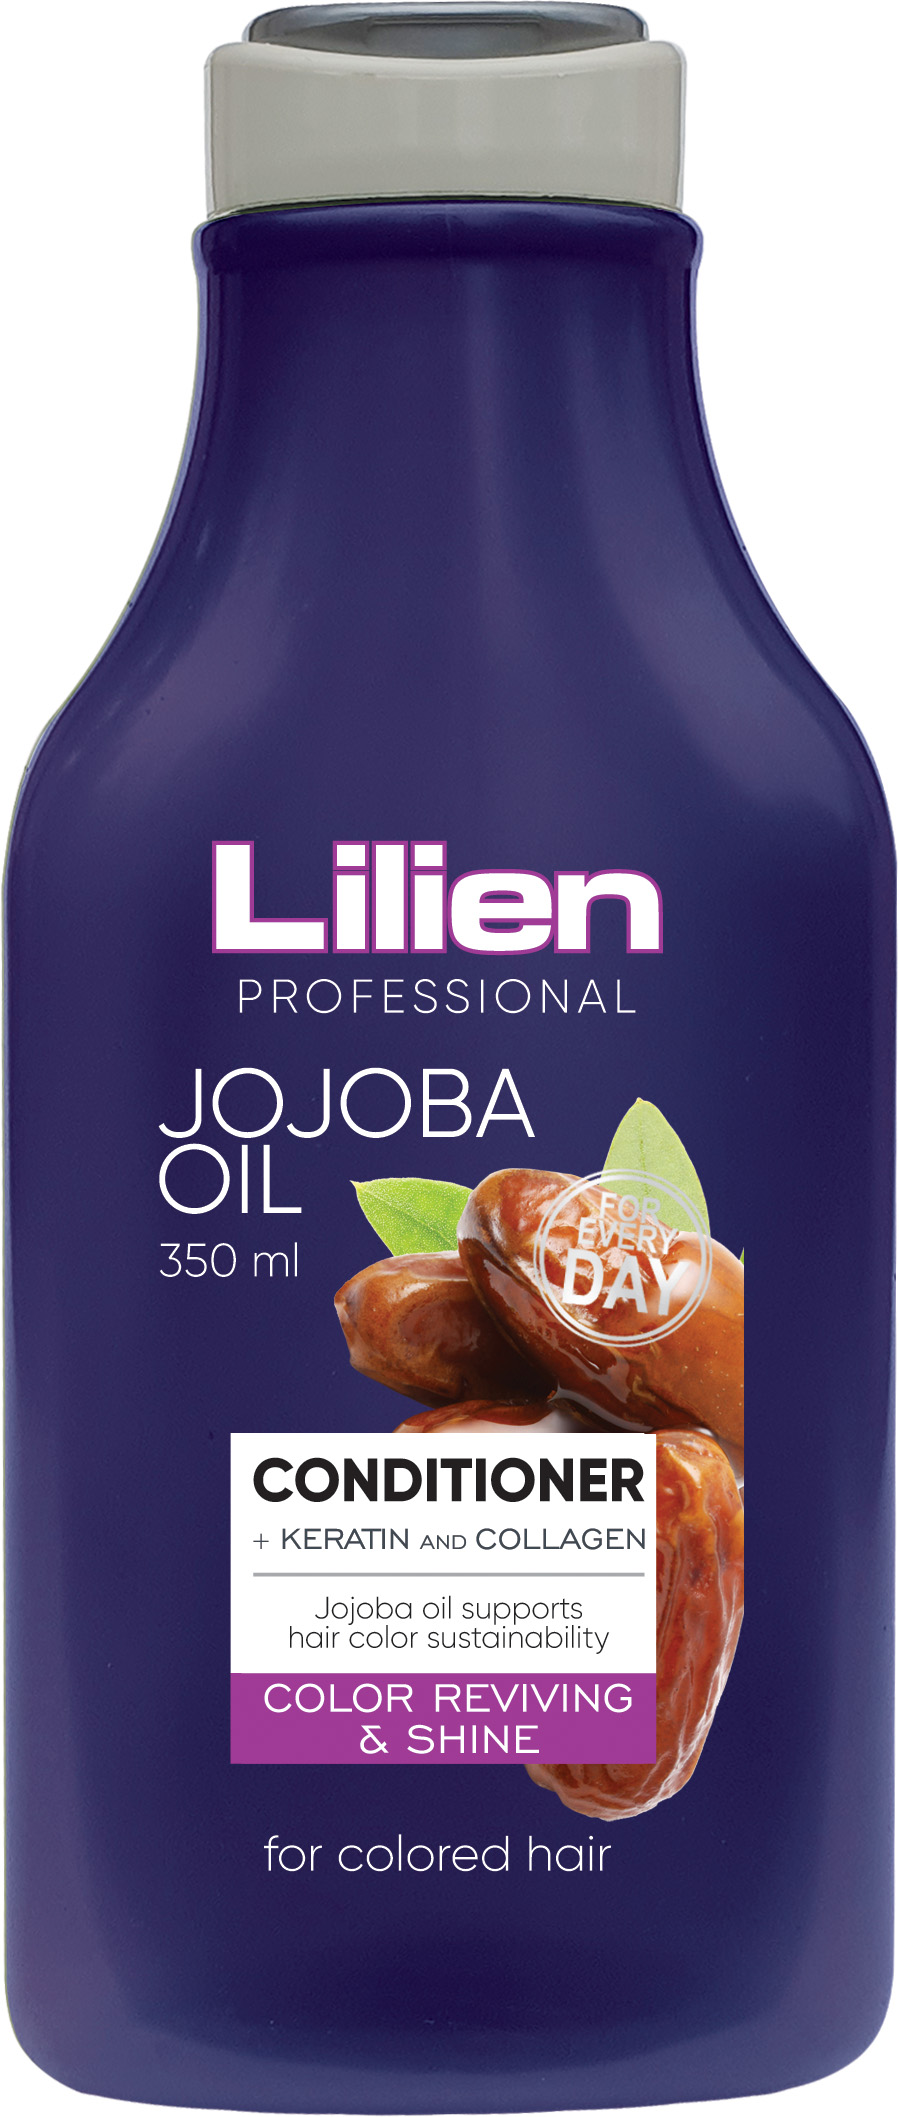 Lilien
PROFESSIONAL
JOJOBA
OIL
350 ml
FOR
EVERY
DAY
CONDITIONER
+ KERATIN AND COLLAGEN
Jojoba oil supports
hair color sustainability
COLOR REVIVING
& SHINE
for colored hair